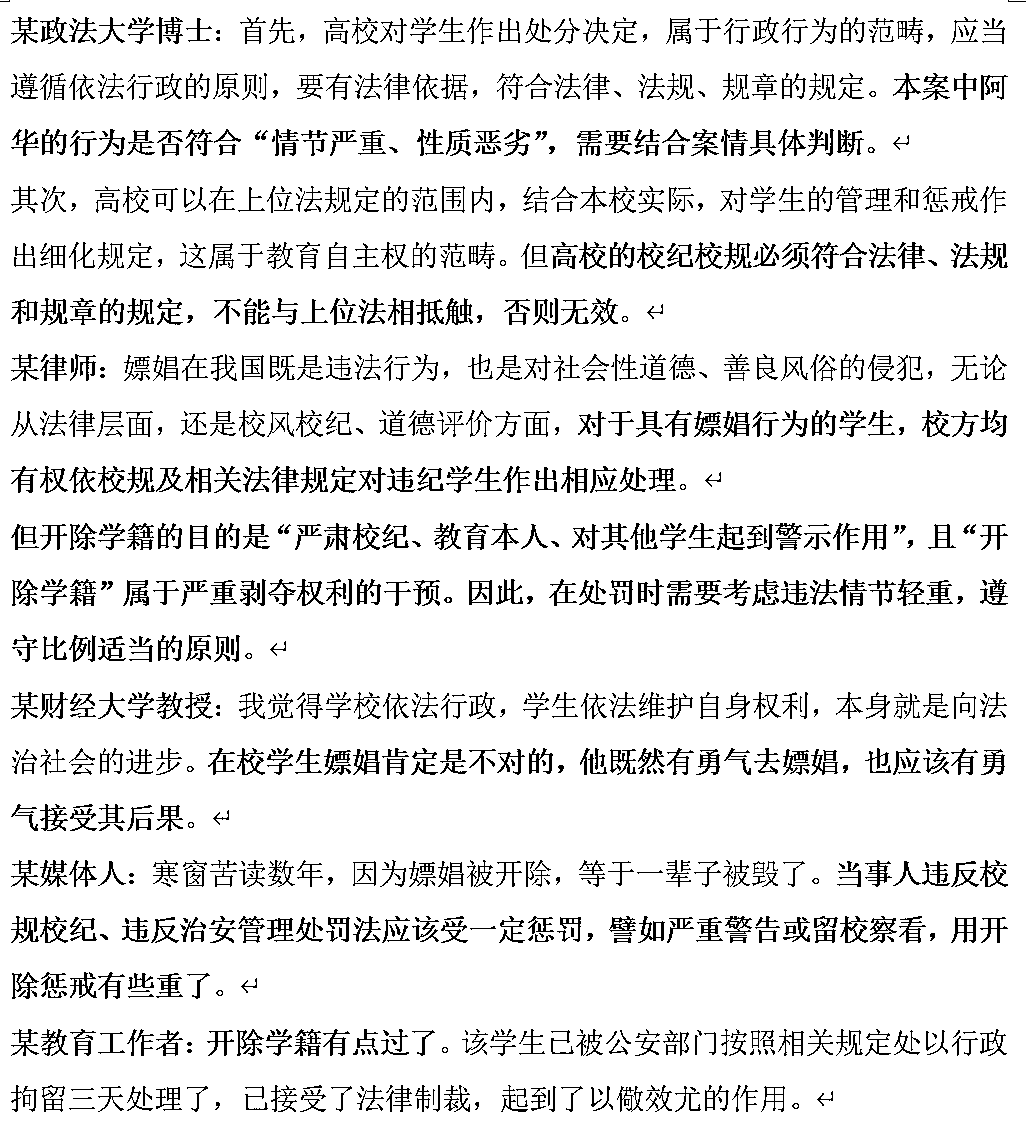 某政法大学博士：首先，高校对学生作出处分决定，属于行政行为的范畴，应当
遵循依法行政的原则，要有法律依据，符合法律、法规、规章的规定。本案中阿
华的行为是否符合“情节严重、性质恶劣”，需要结合案情具体判断。↵
其次，高校可以在上位法规定的范围内，结合本校实际，对学生的管理和惩戒作
出细化规定，这属于教育自主权的范畴。但高校的校纪校规必须符合法律、法规
和规章的规定，不能与上位法相抵触，否则无效。↵
某律师：嫖娼在我国既是违法行为，也是对社会性道德、善良风俗的侵犯，无论
从法律层面，还是校风校纪、道德评价方面，对于具有嫖娼行为的学生，校方均
有权依校规及相关法律规定对违纪学生作出相应处理。↵
但开除学籍的目的是“严肃校纪、教育本人、对其他学生起到警示作用”，且“开
除学籍”属于严重剥夺权利的干预。因此，在处罚时需要考虑违法情节轻重，遵
守比例适当的原则。↵
某财经大学教授：我觉得学校依法行政，学生依法维护自身权利，本身就是向法
治社会的进步。在校学生嫖娼肯定是不对的，他既然有勇气去嫖娼，也应该有勇
气接受其后果。↵
某媒体人：寒窗苦读数年，因为嫖娼被开除，等于一辈子被毁了。当事人违反校
规校纪、违反治安管理处罚法应该受一定惩罚，譬如严重警告或留校察看，用开
除惩戒有些重了。↵
某教育工作者：开除学籍有点过了。该学生已被公安部门按照相关规定处以行政
拘留三天处理了，已接受了法律制裁，起到了以儆效尤的作用。↵